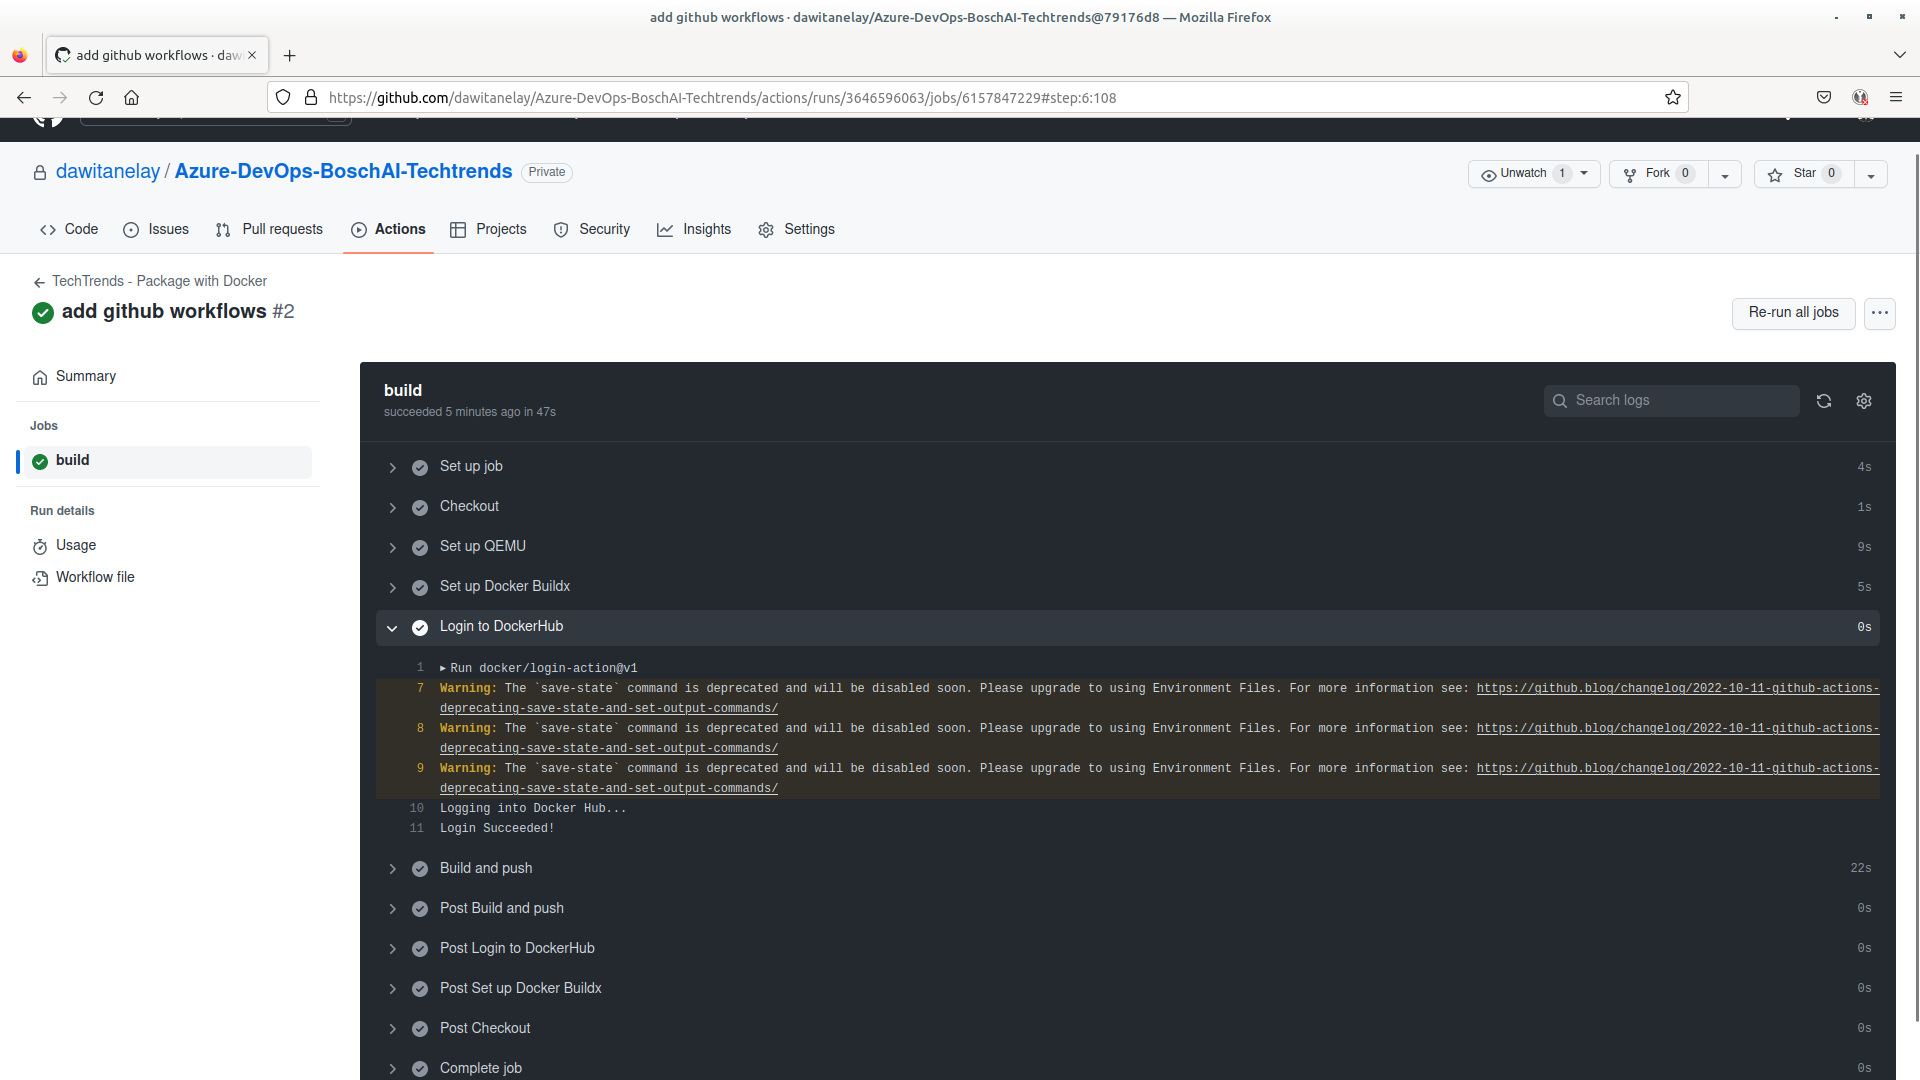 add github workflows · dawitanelay/Azure-DevOps-BoschAI-Techtrends@79176d8 — Mozilla Firefox
add github workflows · daw
https://github.com/dawitanelay/Azure-DevOps-BoschAI-Techtrends/actions/runs/3646596063/jobs/6157847229#step:6:108
dawitanelay / Azure-DevOps-BoschAI-Techtrends Private
Unwatch 1 Fork 0 Star 0
Code Issues Pull requests Actions Projects Security Insights Settings
TechTrends - Package with Docker
add github workflows #2
Re-run all jobs
Summary
Jobs
build
Run details
Usage
Workflow file
build
succeeded 5 minutes ago in 47s
Search logs
Set up job 4s
Checkout 1s
Set up QEMU 9s
Set up Docker Buildx 5s
Login to DockerHub 0s
1 ▸ Run docker/login-action@v1
7 Warning: The `save-state` command is deprecated and will be disabled soon. Please upgrade to using Environment Files. For more information see: https://github.blog/changelog/2022-10-11-github-actions-
deprecating-save-state-and-set-output-commands/
8 Warning: The `save-state` command is deprecated and will be disabled soon. Please upgrade to using Environment Files. For more information see: https://github.blog/changelog/2022-10-11-github-actions-
deprecating-save-state-and-set-output-commands/
9 Warning: The `save-state` command is deprecated and will be disabled soon. Please upgrade to using Environment Files. For more information see: https://github.blog/changelog/2022-10-11-github-actions-
deprecating-save-state-and-set-output-commands/
10 Logging into Docker Hub...
11 Login Succeeded!
Build and push 22s
Post Build and push 0s
Post Login to DockerHub 0s
Post Set up Docker Buildx 0s
Post Checkout 0s
Complete job 0s